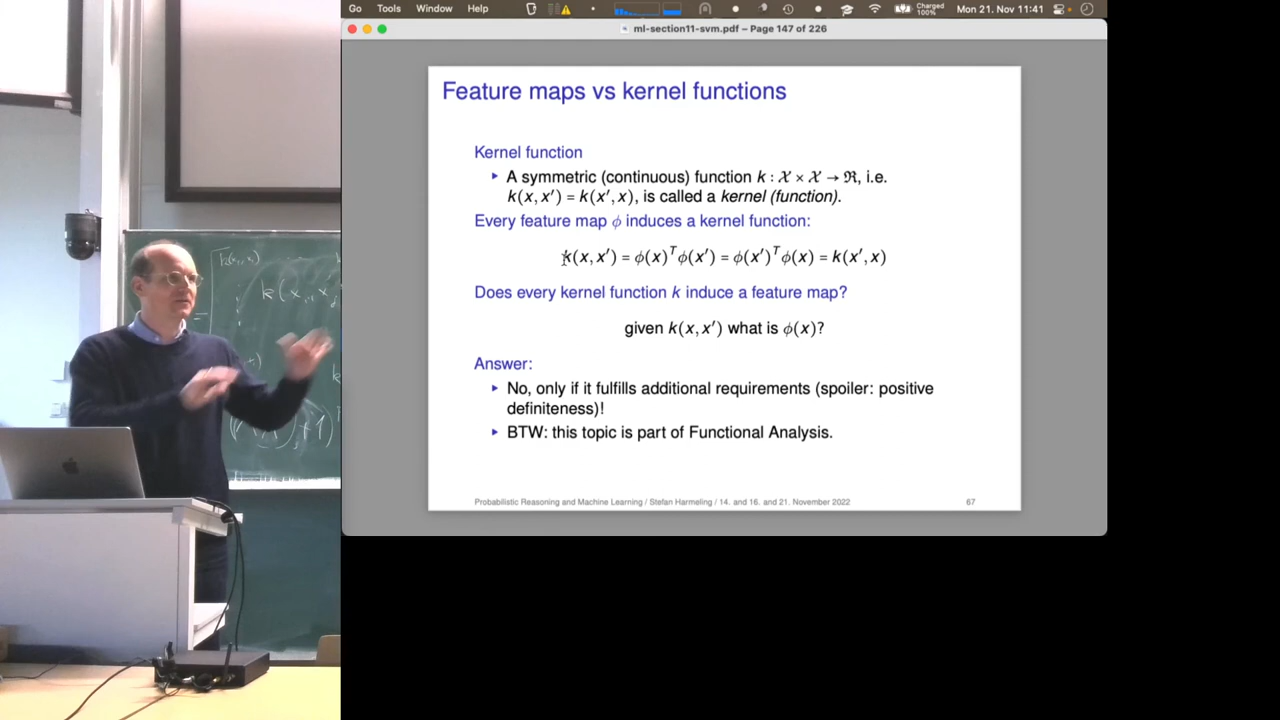 Go Tools Window Help Charged 100% Mon 21. Nov 11:41
ml-section11-svm.pdf – Page 147 of 226
Feature maps vs kernel functions
Kernel function
▸ A symmetric (continuous) function k : 𝒳 × 𝒳 → ℜ, i.e.
k(x, x′) = k(x′, x), is called a kernel (function).
Every feature map ϕ induces a kernel function:
k(x, x′) = ϕ(x)ᵀϕ(x′) = ϕ(x′)ᵀϕ(x) = k(x′, x)
Does every kernel function k induce a feature map?
given k(x, x′) what is ϕ(x)?
Answer:
▸ No, only if it fulfills additional requirements (spoiler: positive
definiteness)!
▸ BTW: this topic is part of Functional Analysis.
Probabilistic Reasoning and Machine Learning / Stefan Harmeling / 14. and 16. and 21. November 2022 67